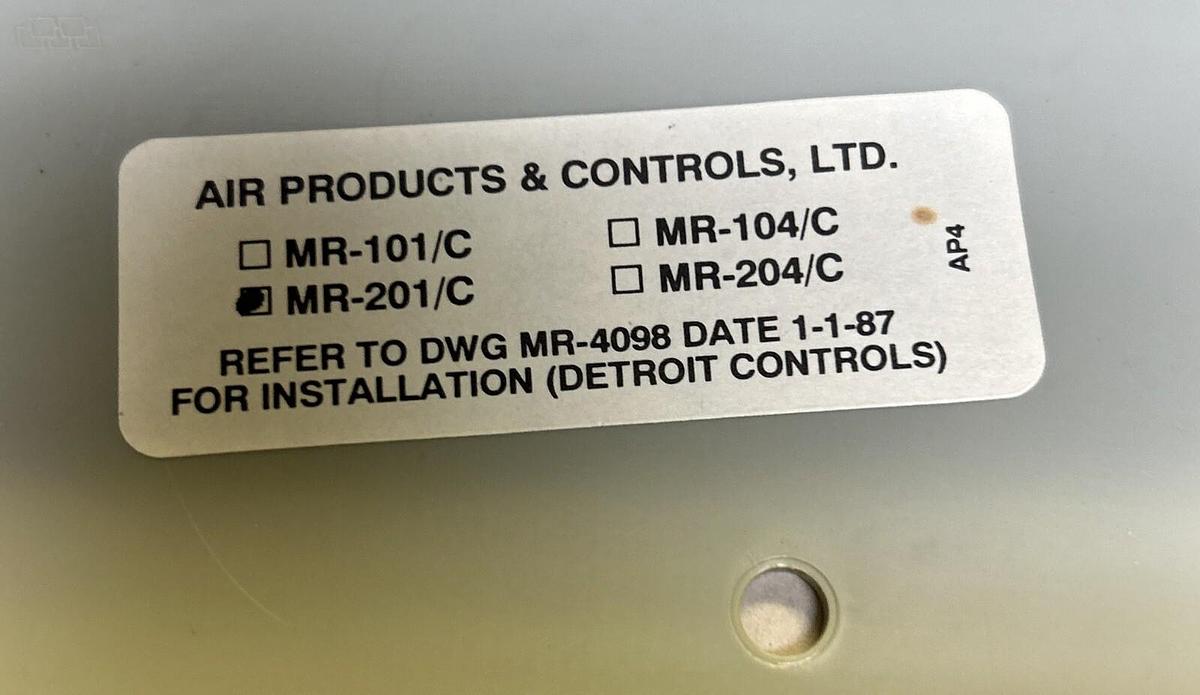 AIR PRODUCTS & CONTROLS, LTD.
☐ MR-101/C ☐ MR-104/C
☒ MR-201/C ☐ MR-204/C
AP4
REFER TO DWG MR-4098 DATE 1-1-87
FOR INSTALLATION (DETROIT CONTROLS)